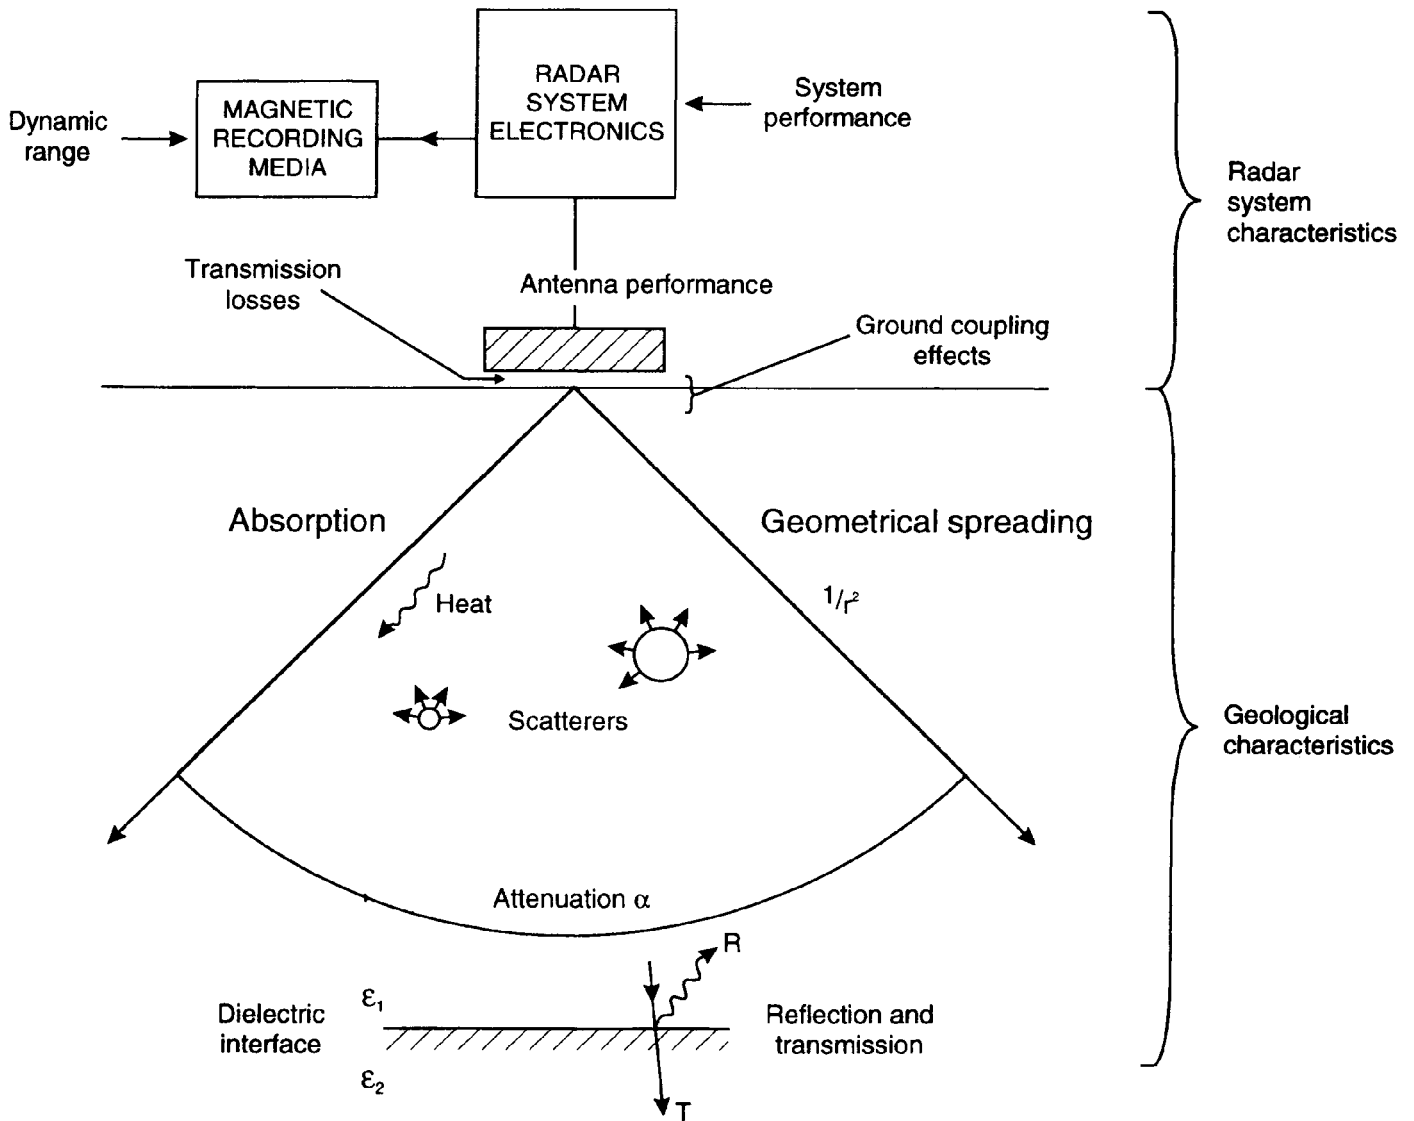 RADAR
SYSTEM
ELECTRONICS
System
performance
MAGNETIC
RECORDING
MEDIA
Dynamic
range
Radar
system
characteristics
Transmission
losses
Antenna performance
Ground coupling
effects
Absorption
Geometrical spreading
1/r²
Heat
Scatterers
Geological
characteristics
Attenuation α
R
Dielectric
interface
ε₁
ε₂
Reflection and
transmission
T